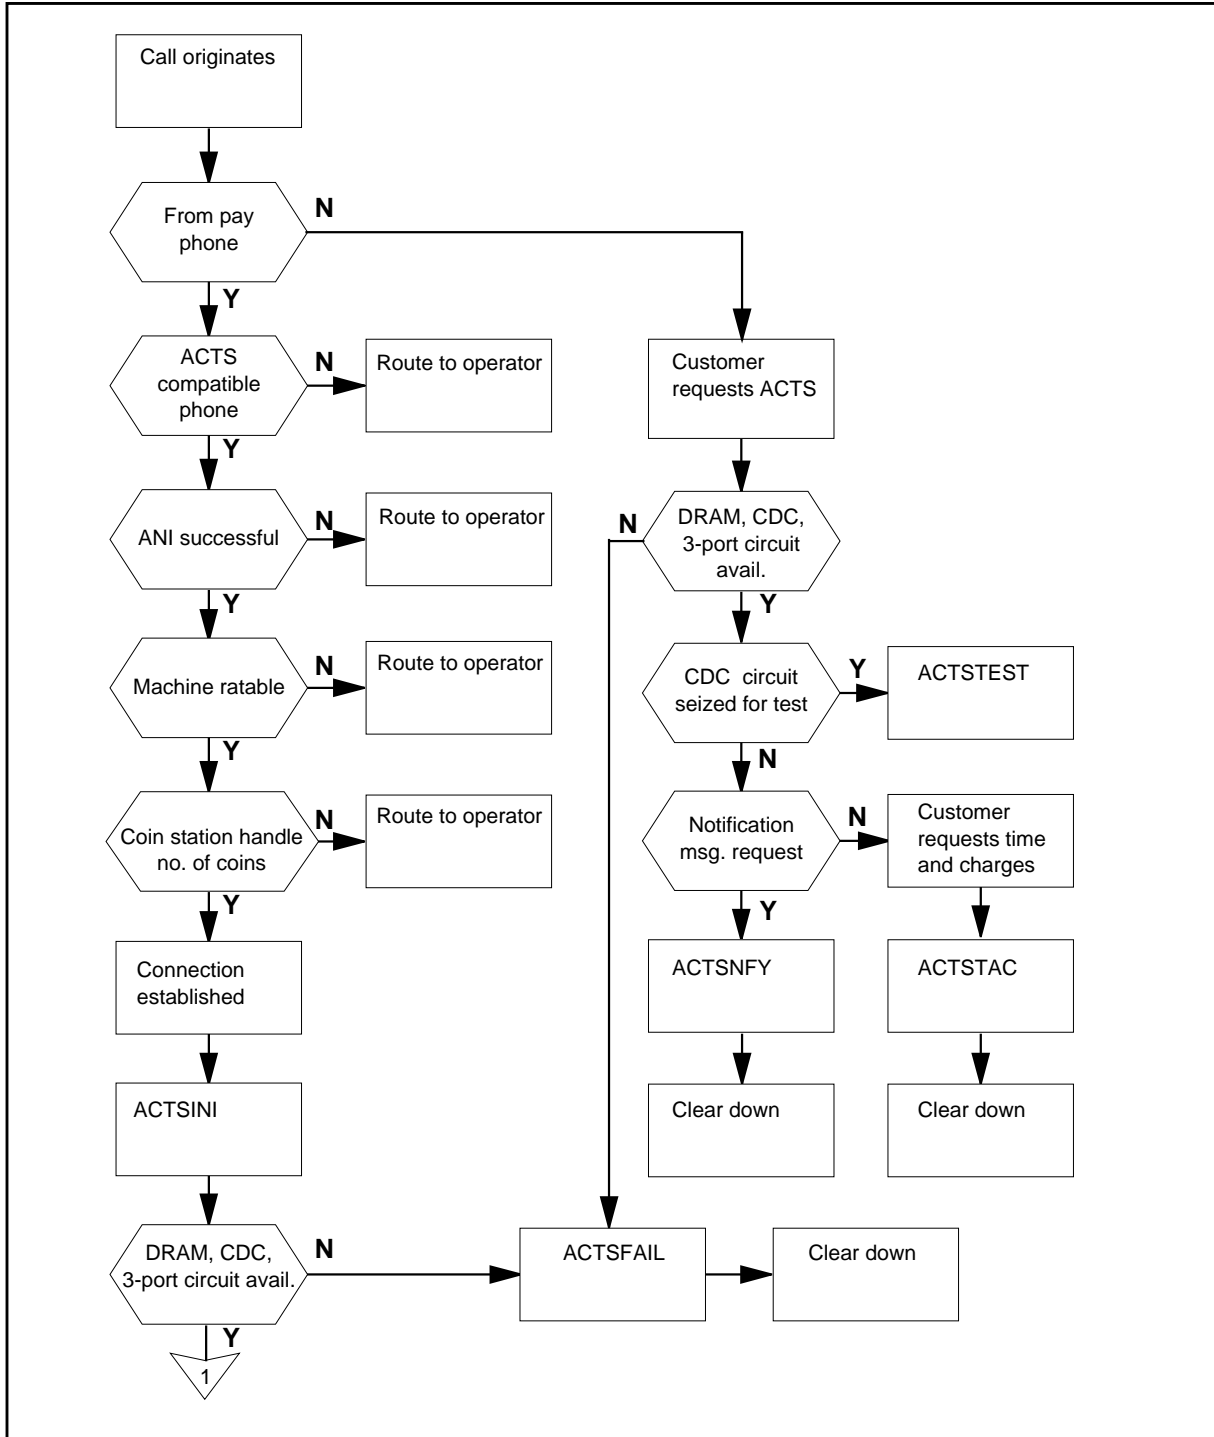 Call originates
From pay
phone
N
Y
ACTS
compatible
phone
N
Route to operator
Y
ANI successful
N
Route to operator
Y
Machine ratable
N
Route to operator
Y
Coin station handle
no. of coins
N
Route to operator
Y
Connection
established
ACTSINI
DRAM, CDC,
3-port circuit avail.
N
Y
1
Customer
requests ACTS
DRAM, CDC,
3-port circuit
avail.
N
Y
CDC circuit
seized for test
Y
ACTSTEST
N
Notification
msg. request
N
Customer
requests time
and charges
Y
ACTSNFY
ACTSTAC
Clear down
Clear down
ACTSFAIL
Clear down